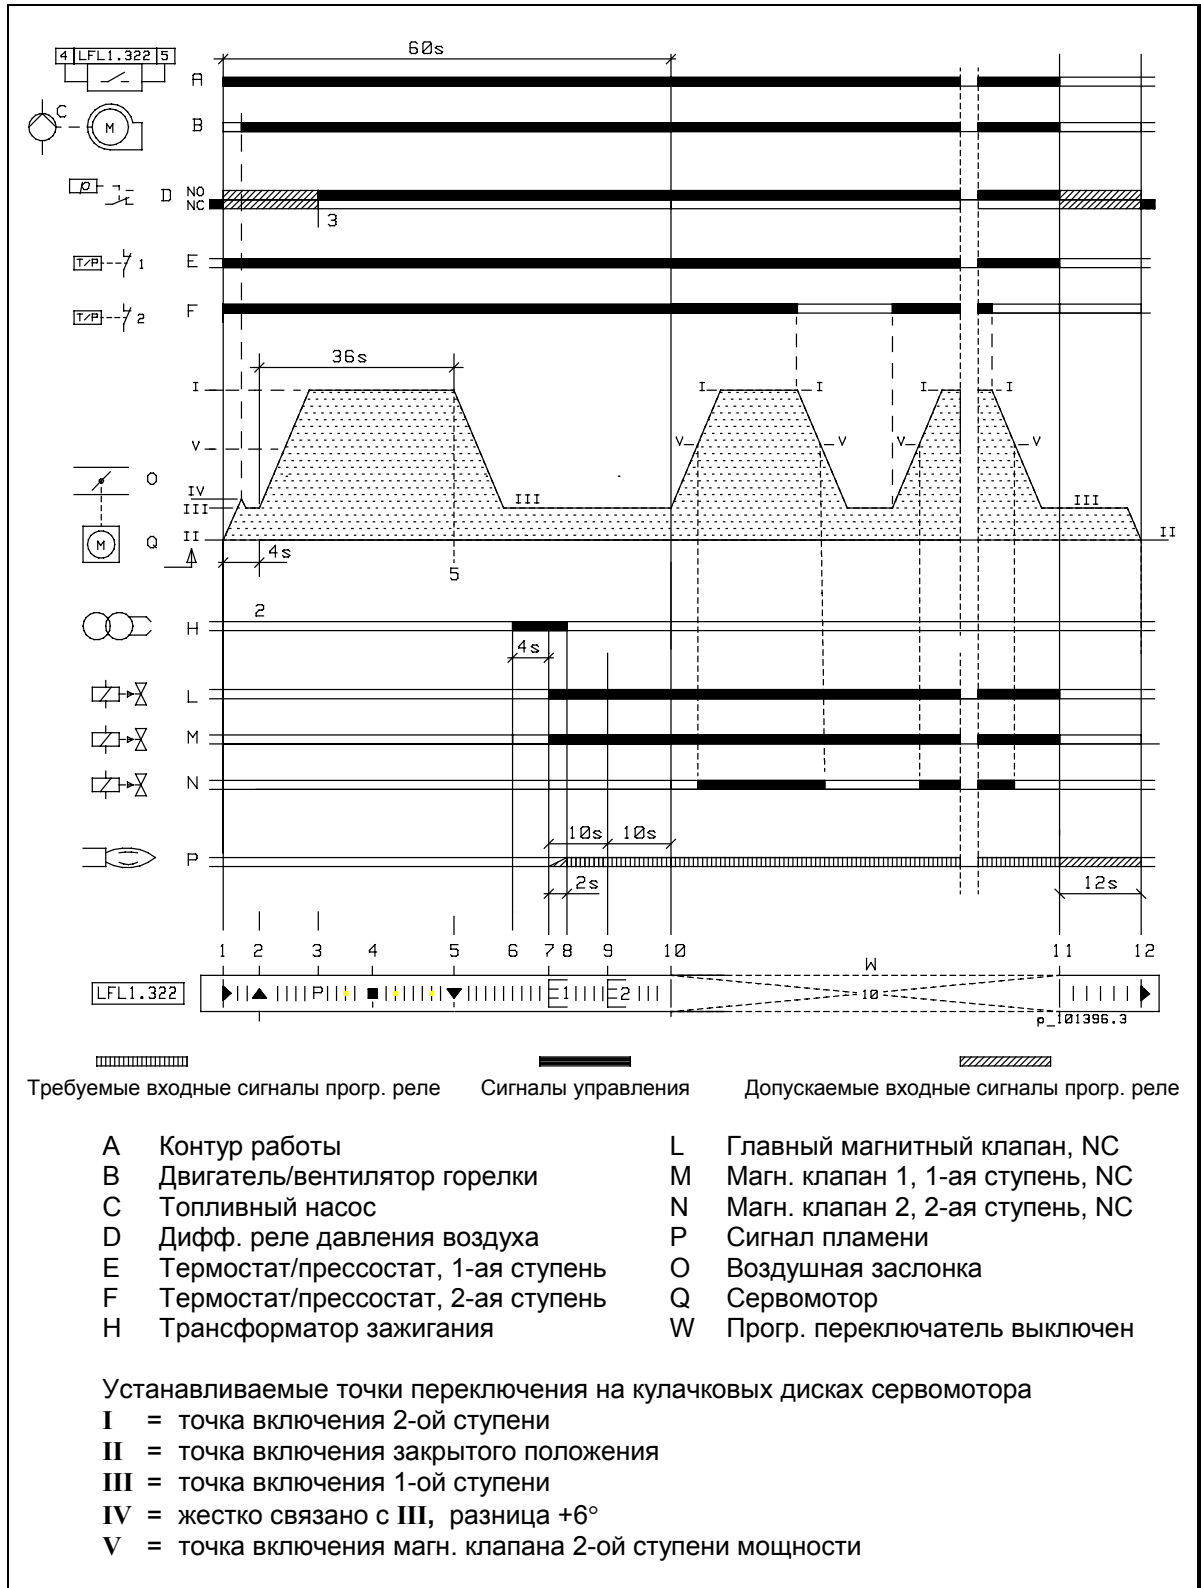 60s
4 LFL1.322 5
A
C
M
B
p
D
NO
NC
3
T/P 1
E
T/P 2
F
36s
I
I
I
I
I
V
V
V
V
V
O
IV
III
III
III
M
Q
II
II
4s
5
2
H
4s
L
M
N
10s 10s
P
2s
12s
1 2 3 4 5 6 7 8 9 10 11 12
W
LFL1.322
P
1
2
10
p_101396.3
Требуемые входные сигналы прогр. реле
Сигналы управления
Допускаемые входные сигналы прогр. реле
A Контур работы
B Двигатель/вентилятор горелки
C Топливный насос
D Дифф. реле давления воздуха
E Термостат/прессостат, 1-ая ступень
F Термостат/прессостат, 2-ая ступень
H Трансформатор зажигания
L Главный магнитный клапан, NC
M Магн. клапан 1, 1-ая ступень, NC
N Магн. клапан 2, 2-ая ступень, NC
P Сигнал пламени
O Воздушная заслонка
Q Сервомотор
W Прогр. переключатель выключен
Устанавливаемые точки переключения на кулачковых дисках сервомотора
I = точка включения 2-ой ступени
II = точка включения закрытого положения
III = точка включения 1-ой ступени
IV = жестко связано с III, разница +6°
V = точка включения магн. клапана 2-ой ступени мощности